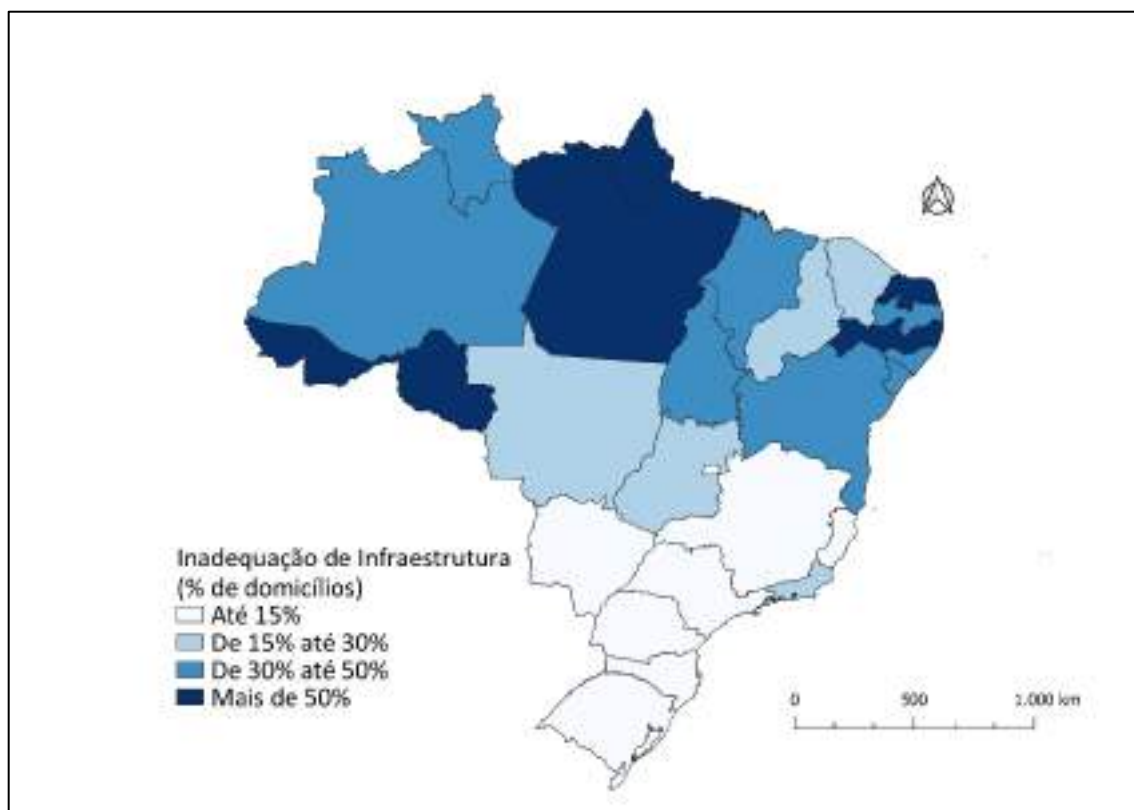 Inadequação de Infraestrutura
(% de domicílios)
Até 15%
De 15% até 30%
De 30% até 50%
Mais de 50%
0 500 1.000 km